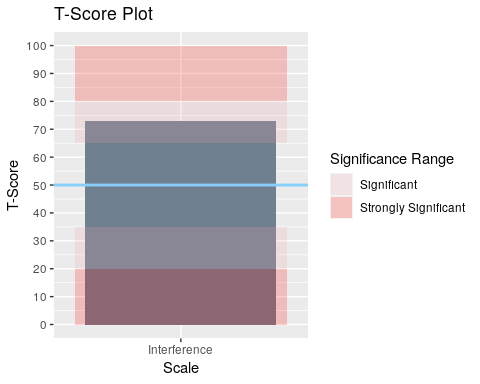 T-Score Plot
T-Score
100
90
80
70
60
50
40
30
20
10
0
Interference
Scale
Significance Range
Significant
Strongly Significant